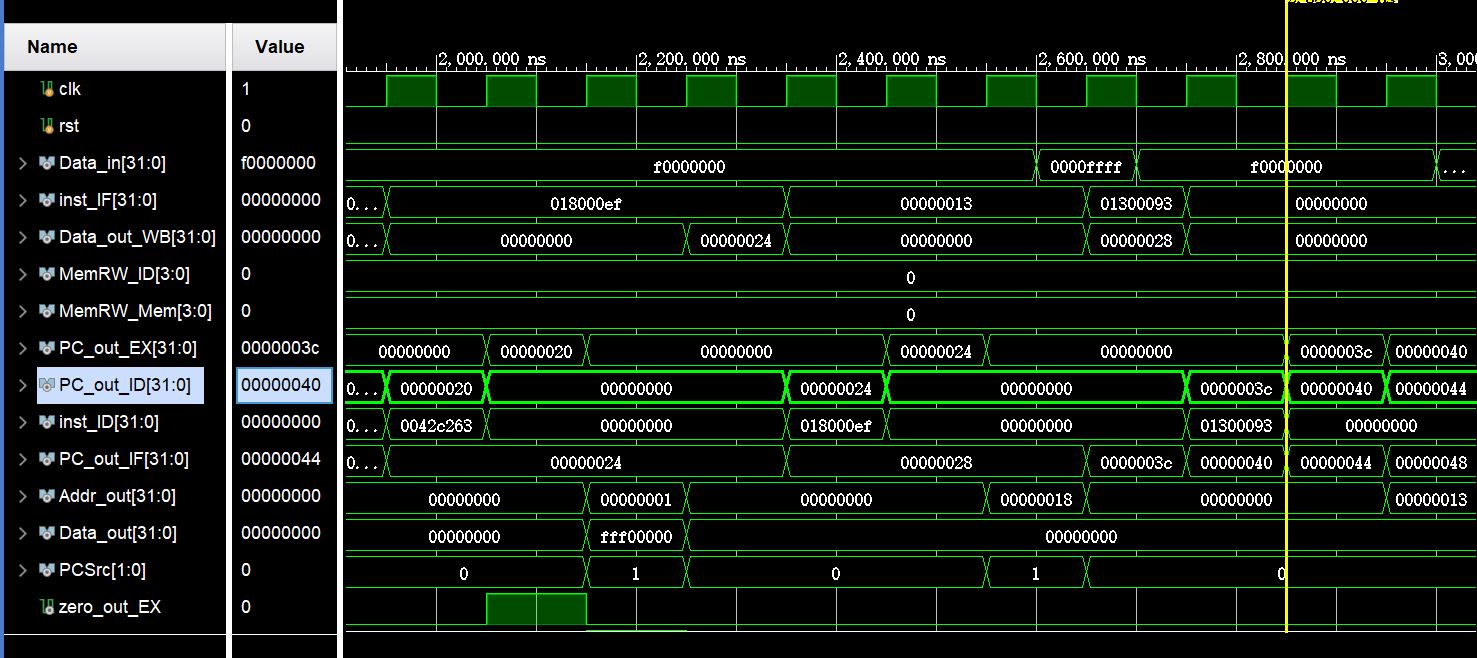 Name Value 2,000.000 ns 2,200.000 ns 2,400.000 ns 2,600.000 ns 2,800.000 ns
clk 1
rst 0
Data_in[31:0] f0000000 f0000000 0000ffff f0000000 ...
inst_IF[31:0] 00000000 0... 018000ef 00000013 01300093 00000000
Data_out_WB[31:0] 00000000 0... 00000000 00000024 00000000 00000028 00000000
MemRW_ID[3:0] 0 0
MemRW_Mem[3:0] 0 0
PC_out_EX[31:0] 0000003c 00000000 00000020 00000000 00000024 00000000 0000003c 00000040
PC_out_ID[31:0] 00000040 0... 00000020 00000000 00000024 00000000 0000003c 00000040 00000044
inst_ID[31:0] 00000000 0... 0042c263 00000000 018000ef 00000000 01300093 00000000
PC_out_IF[31:0] 00000044 0... 00000024 00000028 0000003c 00000040 00000044 00000048
Addr_out[31:0] 00000000 00000000 00000001 00000000 00000018 00000000 00000013
Data_out[31:0] 00000000 00000000 fff00000 00000000
PCSrc[1:0] 0 0 1 0 1 0
zero_out_EX 0